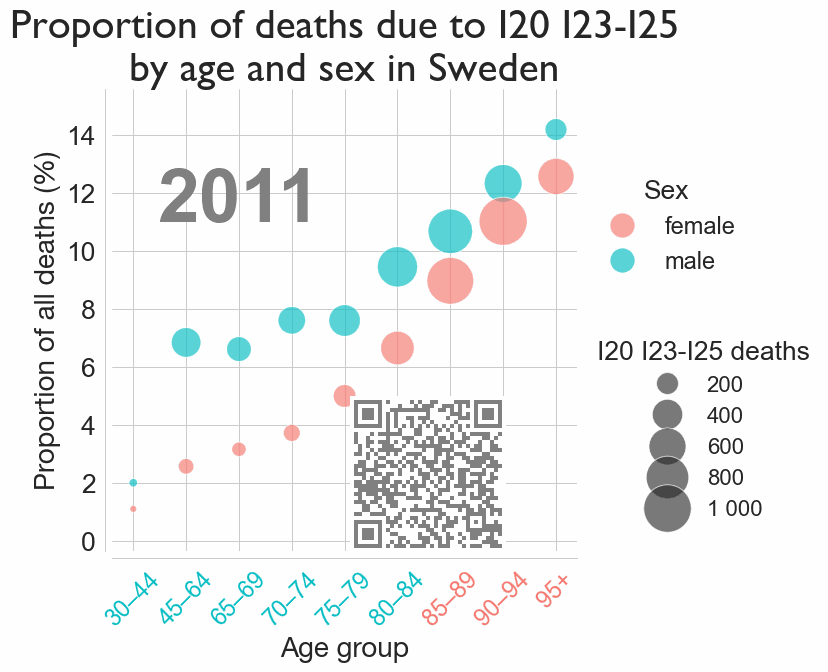 Proportion of deaths due to I20 I23-I25
by age and sex in Sweden
Proportion of all deaths (%)
14
12
10
8
6
4
2
0
2011
30–44
45–64
65–69
70–74
75–79
80–84
85–89
90–94
95+
Age group
Sex
female
male
I20 I23-I25 deaths
200
400
600
800
1 000